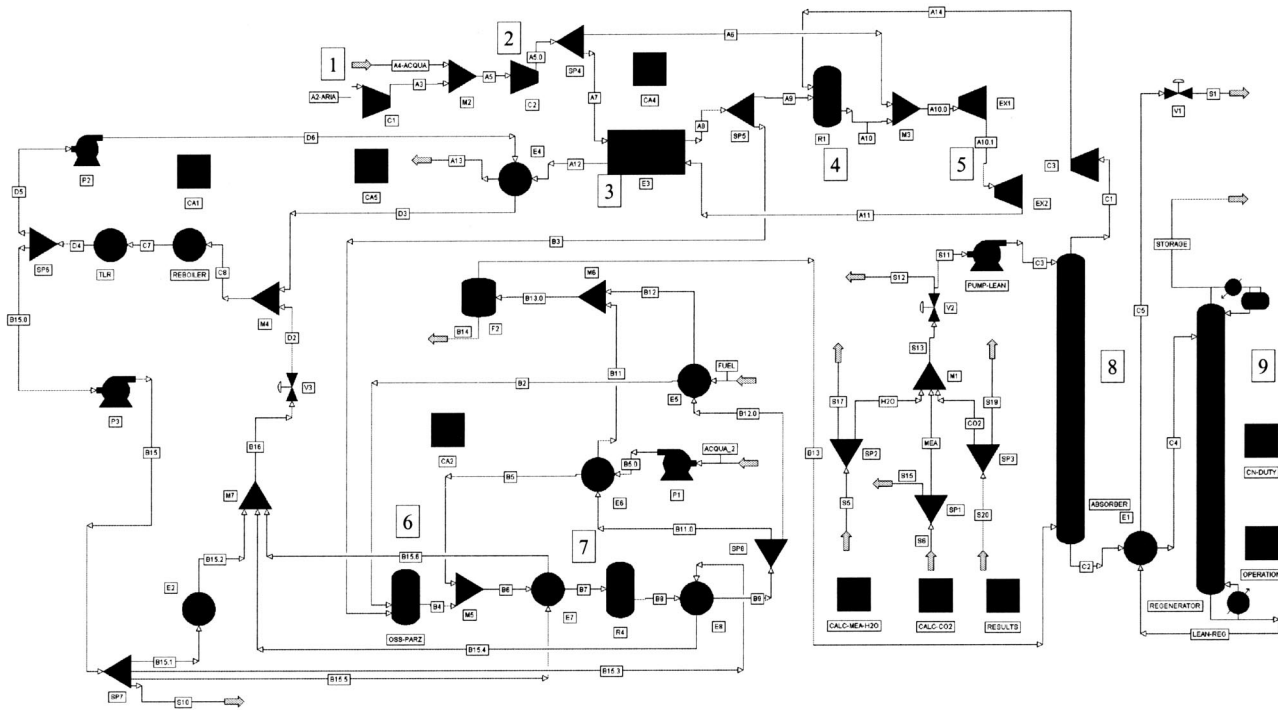 A14
2
A6
1
A4-ACQUA
A5.0
SP4
A2-ARIA
A3
M2
A5
C2
C1
CA4
A7
A8
SP5
A9
R1
A10
M3
A10.0
EX1
4
5
A10.1
EX2
C3
C1
V1
S1
D6
P2
CA1
CA5
A13
E4
A12
3
E3
A11
D5
D3
B3
SP6
D4
TLR
C7
REBOILER
C8
M4
D2
V3
B15.0
P3
B15
B16
M7
S11
C3
PUMP-LEAN
S12
V2
S13
STORAGE
C5
F2
B14
B13.0
M6
B12
B11
B2
FUEL
E5
B12.0
CA2
B5
E6
B5.0
ACQUA_2
P1
B11.0
SP8
B13
S17
H2O
M1
S19
MEA
CO2
SP2
SP3
B15
SP1
S5
S6
S20
8
9
C4
ABSORBER
E1
C2
CN-DUTY
OPERATION
REGENERATOR
LEAN-REG
CALC-MEA-H2O
CALC-CO2
RESULTS
6
7
B15.6
OSS-PARZ
B4
M5
B6
E7
B7
R4
B8
E8
B9
B15.4
B15.2
E2
B15.1
B15.3
B15.5
SP7
S10